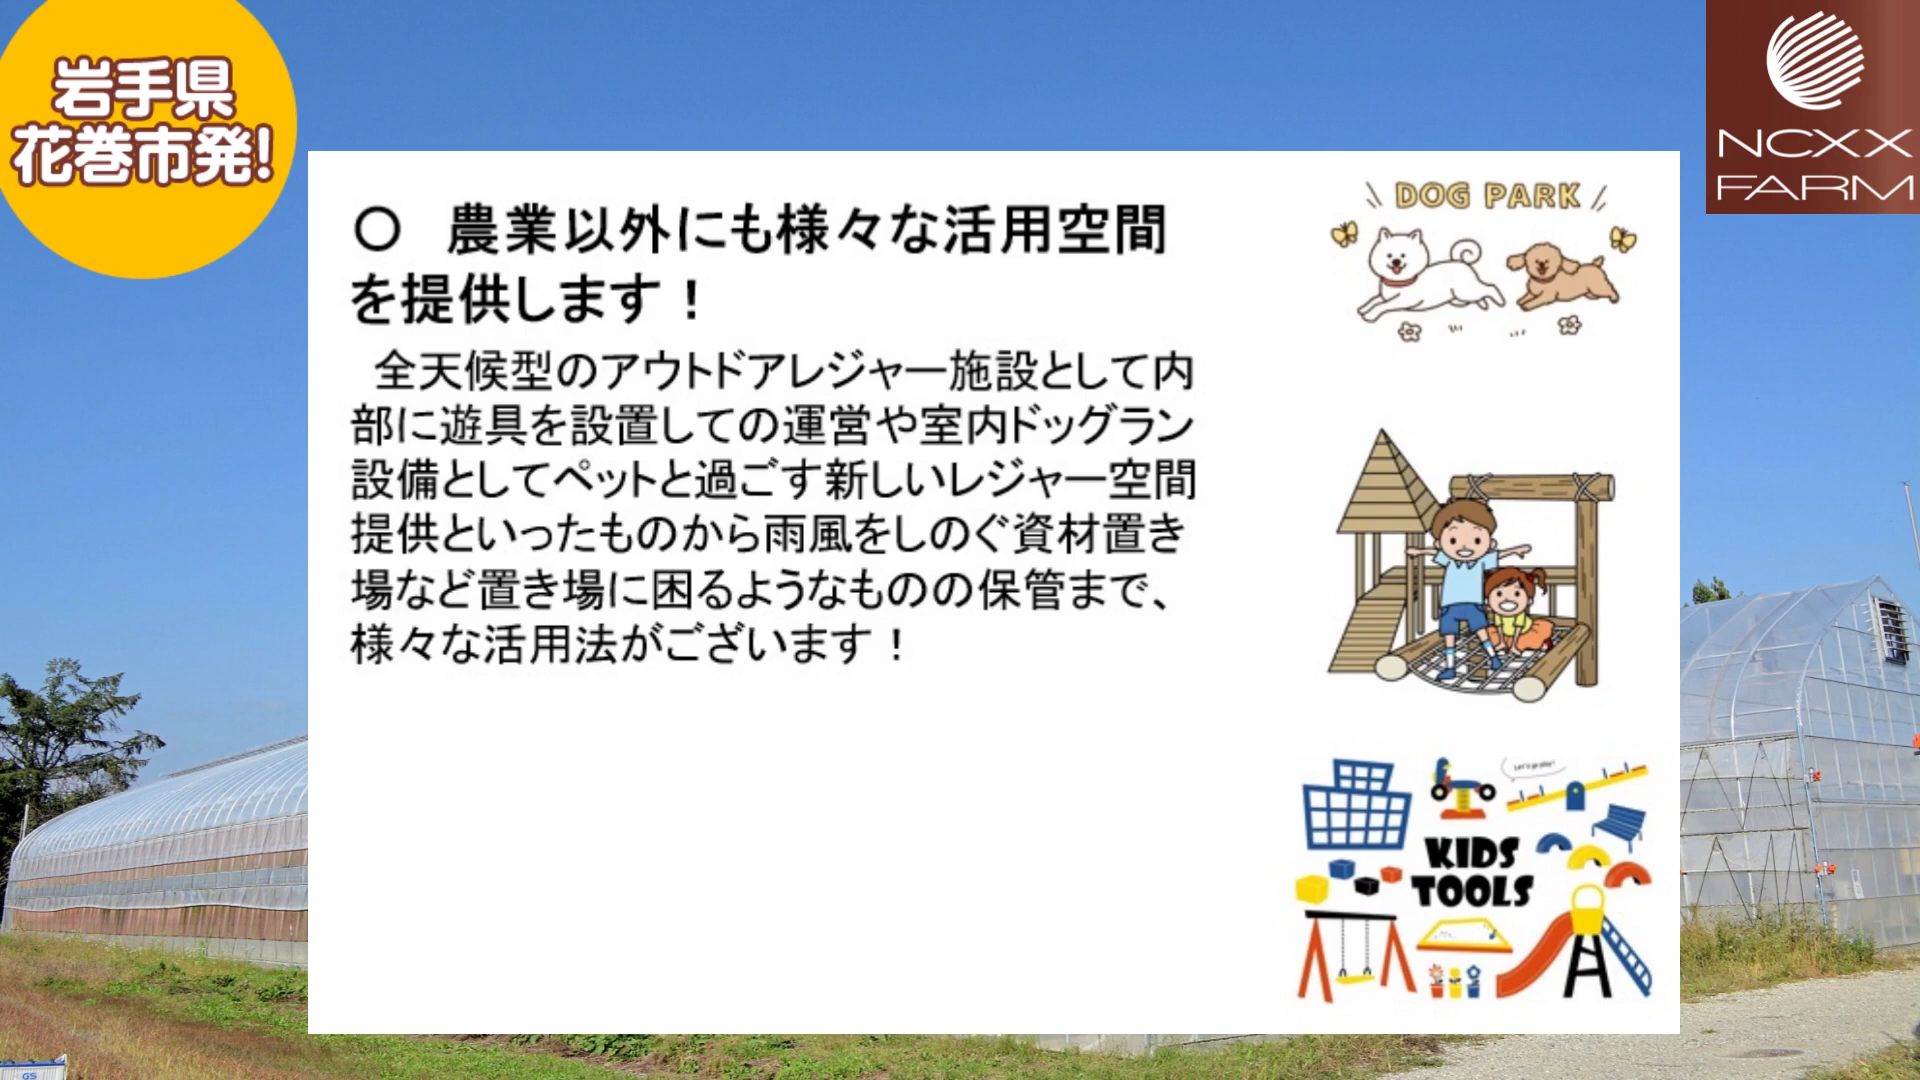 岩手県
花巻市発!
NCXX
FARM
〇　農業以外にも様々な活用空間
を提供します！
全天候型のアウトドアレジャー施設として内
部に遊具を設置しての運営や室内ドッグラン
設備としてペットと過ごす新しいレジャー空間
提供といったものから雨風をしのぐ資材置き
場など置き場に困るようなものの保管まで、
様々な活用法がございます！
DOG PARK
Let's go play!
KIDS
TOOLS
GS